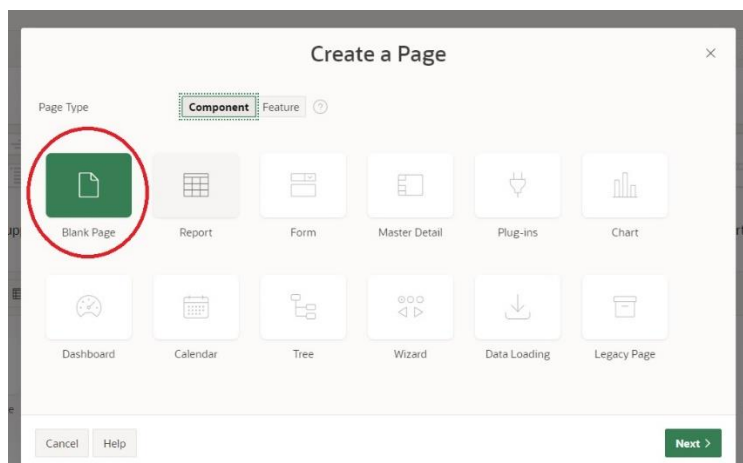 Create a Page
Page Type
Component
Feature
Blank Page
Report
Form
Master Detail
Plug-ins
Chart
Dashboard
Calendar
Tree
Wizard
Data Loading
Legacy Page
Cancel
Help
Next >